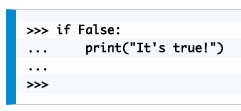 >>> if False:
...     print("It's true!")
...
>>>